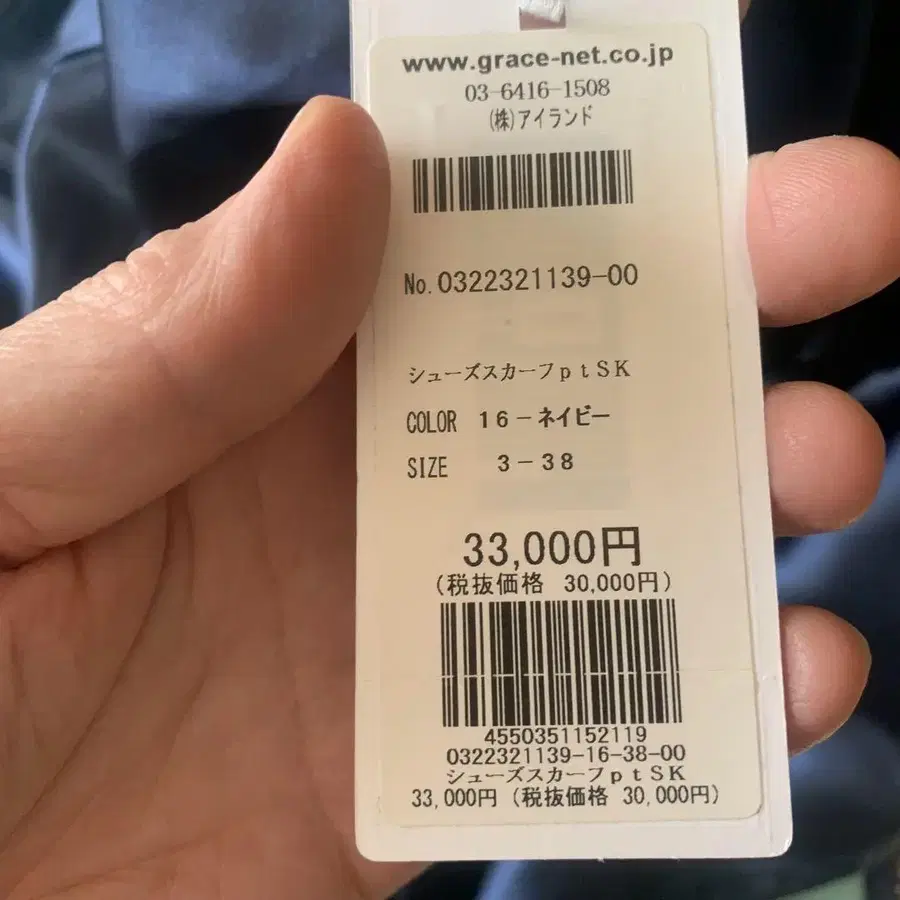 www.grace-net.co.jp
03-6416-1508
(株)アイランド
No.0322321139-00
シューズスカーフptSK
COLOR 16-ネイビー
SIZE 3-38
33,000円
(税抜価格 30,000円)
4550351152119
0322321139-16-38-00
シューズスカーフptSK
33,000円 (税抜価格 30,000円)